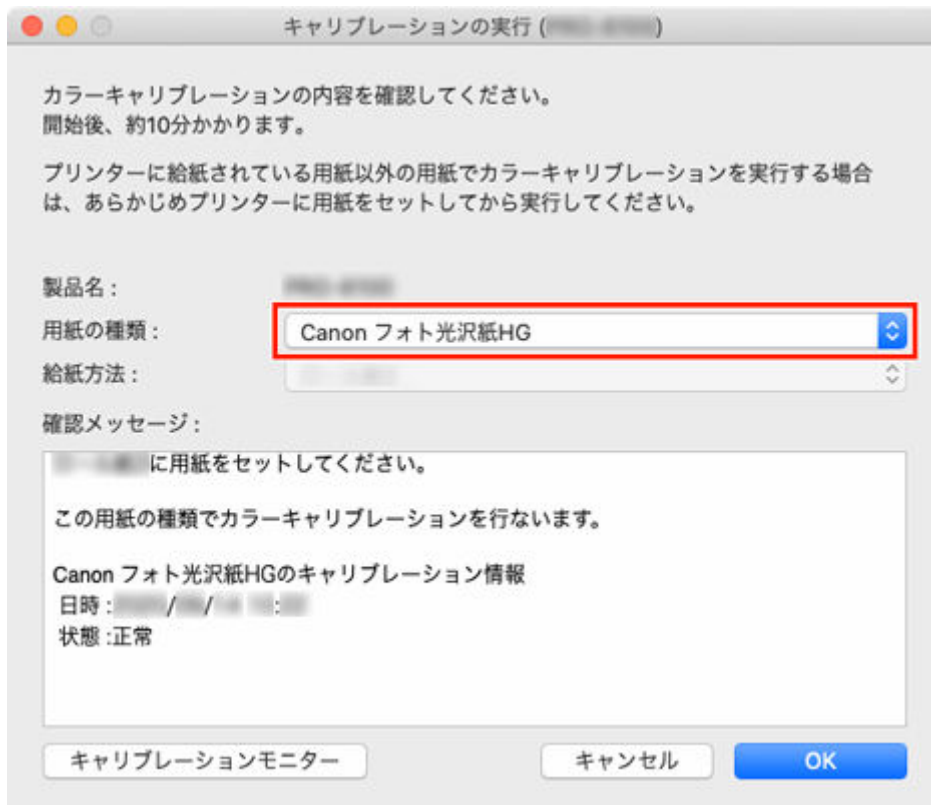 キャリブレーションの実行 ( )
カラーキャリブレーションの内容を確認してください。
開始後、約10分かかります。
プリンターに給紙されている用紙以外の用紙でカラーキャリブレーションを実行する場合
は、あらかじめプリンターに用紙をセットしてから実行してください。
製品名 :
用紙の種類 : Canon フォト光沢紙HG
給紙方法 :
確認メッセージ :
に用紙をセットしてください。
この用紙の種類でカラーキャリブレーションを行ないます。
Canon フォト光沢紙HGのキャリブレーション情報
日時 : / / :
状態 :正常
キャリブレーションモニター キャンセル OK